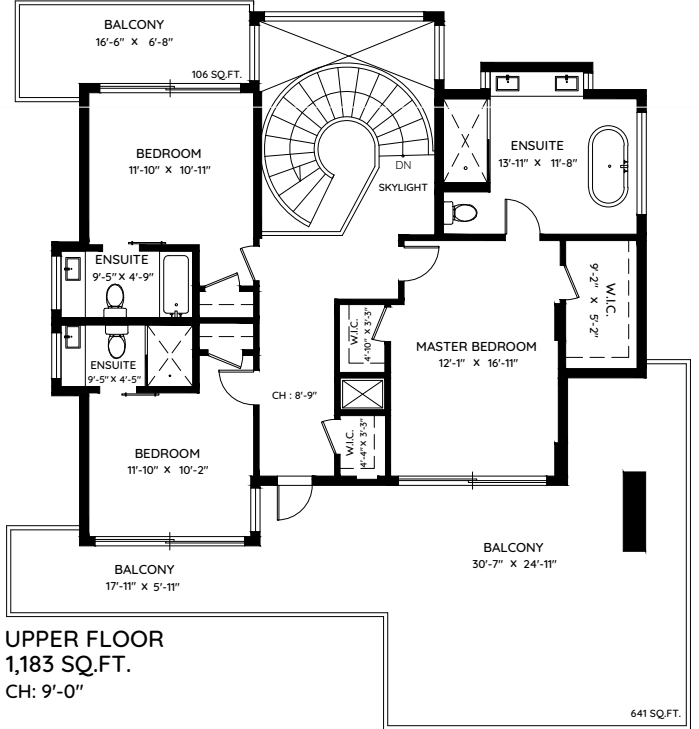 BALCONY
16'-6" X 6'-8"
106 SQ.FT.
BEDROOM
11'-10" X 10'-11"
DN
SKYLIGHT
ENSUITE
13'-11" X 11'-8"
ENSUITE
9'-5" X 4'-9"
W.I.C.
9'-2" X 5'-2"
W.I.C.
4'-10" X 3'-3"
MASTER BEDROOM
12'-1" X 16'-11"
ENSUITE
9'-5" X 4'-5"
CH : 8'-9"
W.I.C.
4'-4" X 3'-3"
BEDROOM
11'-10" X 10'-2"
BALCONY
30'-7" X 24'-11"
BALCONY
17'-11" X 5'-11"
UPPER FLOOR
1,183 SQ.FT.
CH: 9'-0"
641 SQ.FT.